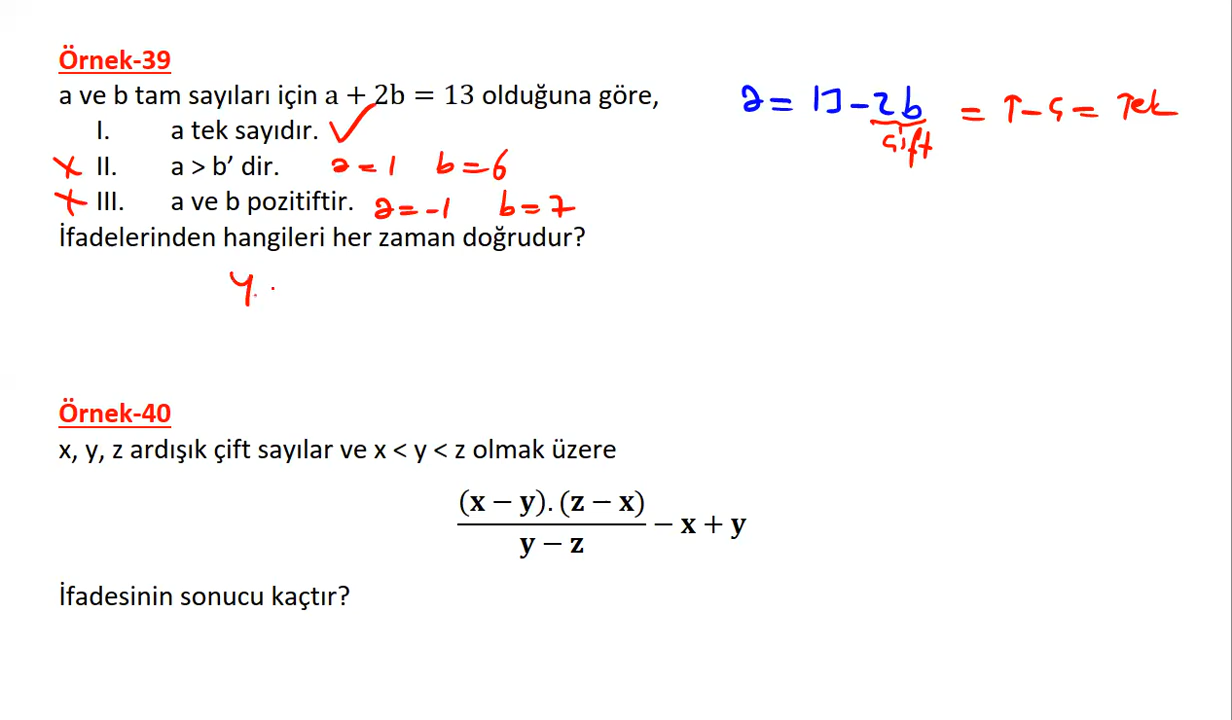 Örnek-39
a ve b tam sayıları için a + 2b = 13 olduğuna göre,
a = 13 - 2b = T - Ç = Tek
çift
I. a tek sayıdır. ✓
x II. a > b' dir. a = 1 b = 6
x III. a ve b pozitiftir. a = -1 b = 7
İfadelerinden hangileri her zaman doğrudur?
Örnek-40
x, y, z ardışık çift sayılar ve x < y < z olmak üzere
(x − y). (z − x)
− x + y
y − z
İfadesinin sonucu kaçtır?